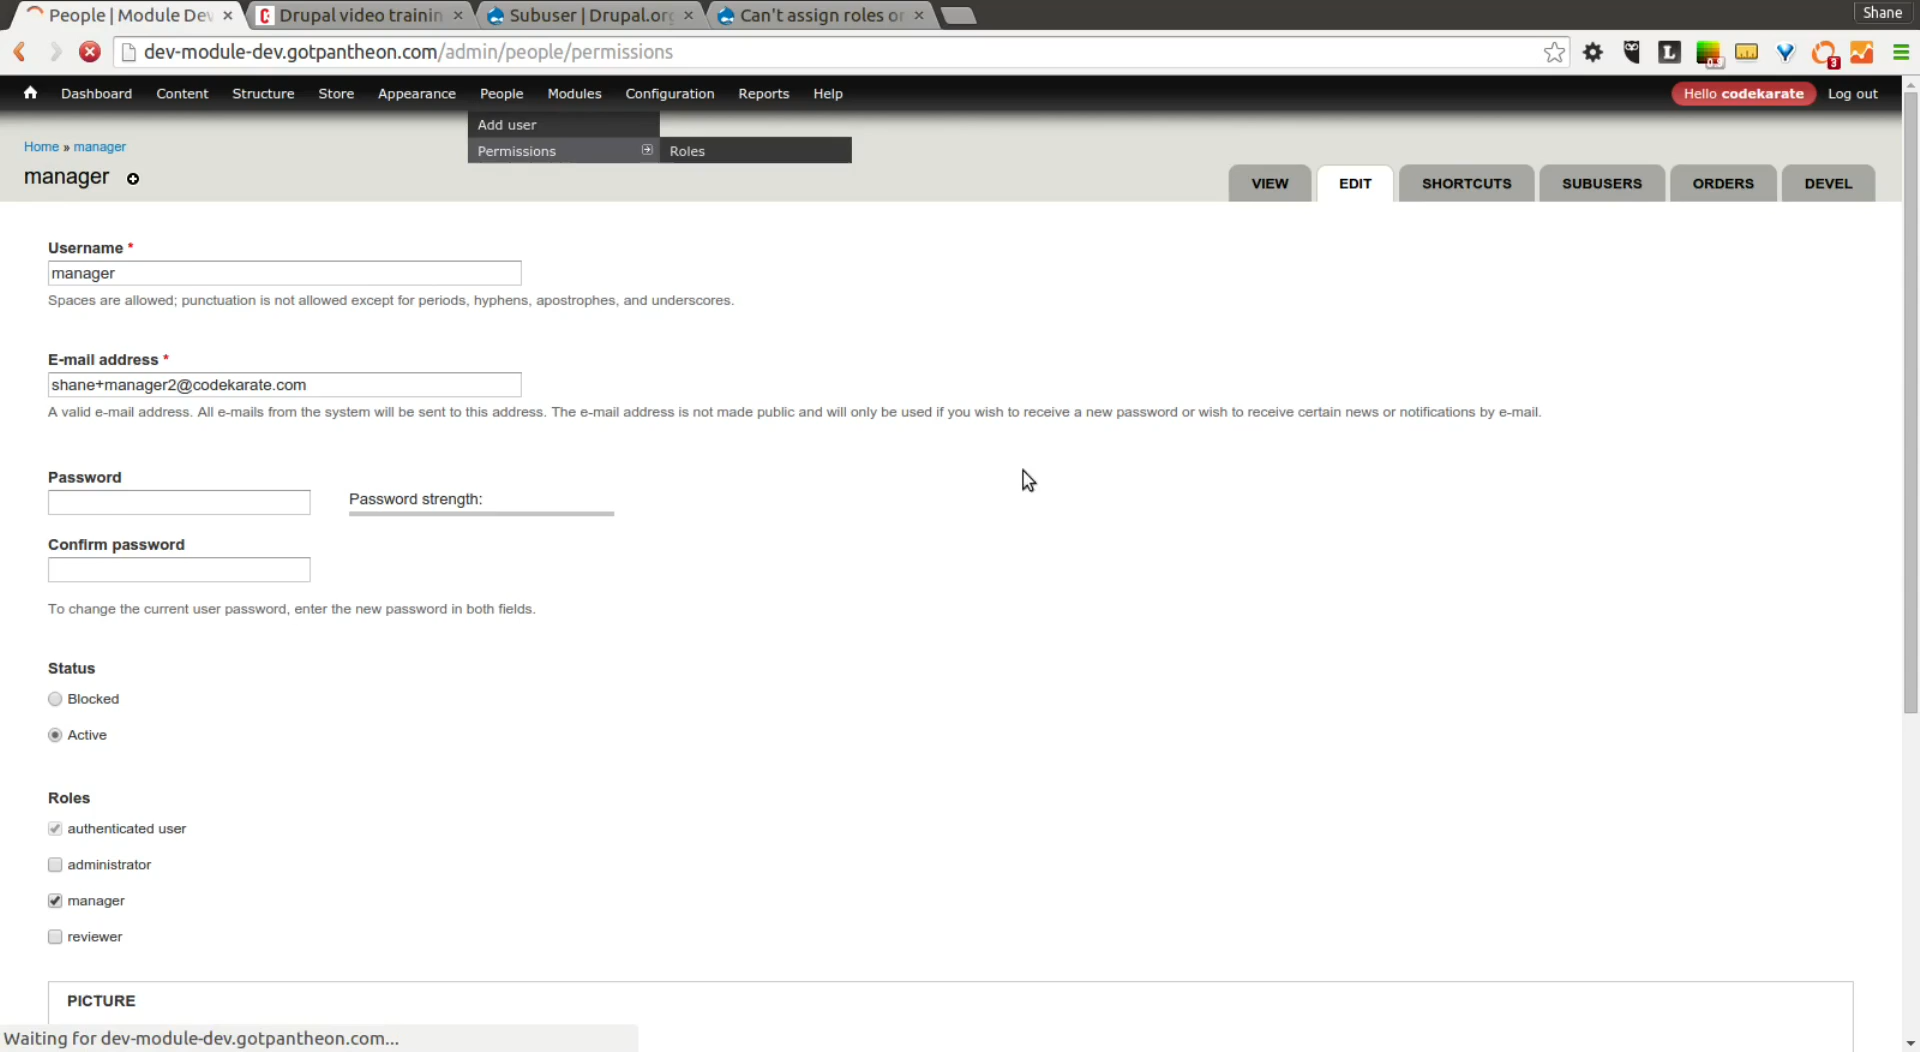 People | Module Dev
Drupal video trainin
Subuser | Drupal.org
Can't assign roles or
Shane
dev-module-dev.gotpantheon.com/admin/people/permissions
L
0.1
3
Dashboard Content Structure Store Appearance People Modules Configuration Reports Help
Hello codekarate Log out
Add user
Permissions
Roles
Home » manager
manager
VIEW EDIT SHORTCUTS SUBUSERS ORDERS DEVEL
Username *
manager
Spaces are allowed; punctuation is not allowed except for periods, hyphens, apostrophes, and underscores.
E-mail address *
shane+manager2@codekarate.com
A valid e-mail address. All e-mails from the system will be sent to this address. The e-mail address is not made public and will only be used if you wish to receive a new password or wish to receive certain news or notifications by e-mail.
Password
Password strength:
Confirm password
To change the current user password, enter the new password in both fields.
Status
Blocked
Active
Roles
authenticated user
administrator
manager
reviewer
PICTURE
Waiting for dev-module-dev.gotpantheon.com...